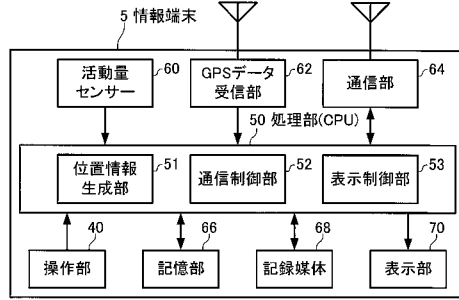 5 情報端末
活動量
センサー
60
GPSデータ
受信部
62
通信部
64
50 処理部(CPU)
位置情報
生成部
51
通信制御部
52
表示制御部
53
40
66
68
70
操作部
記憶部
記録媒体
表示部